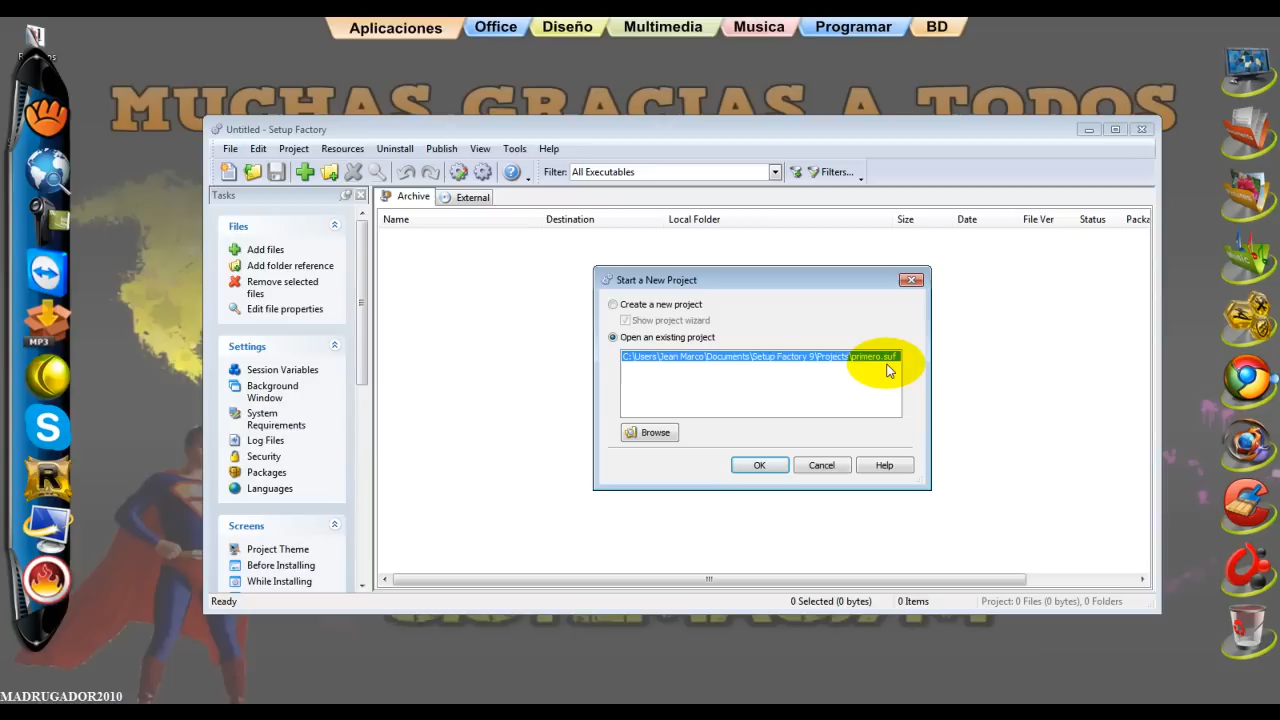 Aplicaciones
Office
Diseño
Multimedia
Musica
Programar
BD
MUCHAS GRACIAS A TODOS
Untitled - Setup Factory
File Edit Project Resources Uninstall Publish View Tools Help
Filter: All Executables Filters...
Tasks
Archive External
Name Destination Local Folder Size Date File Ver Status Packa
Files
Add files
Add folder reference
Remove selected
files
Edit file properties
Settings
Session Variables
Background
Window
System
Requirements
Log Files
Security
Packages
Languages
Screens
Project Theme
Before Installing
While Installing
Start a New Project
Create a new project
Show project wizard
Open an existing project
C:\Users\Jean Marco\Documents\Setup Factory 9\Projects\primero.suf
Browse
OK Cancel Help
Ready 0 Selected (0 bytes) 0 Items Project: 0 Files (0 bytes), 0 Folders
MP3
MADRUGADOR2010